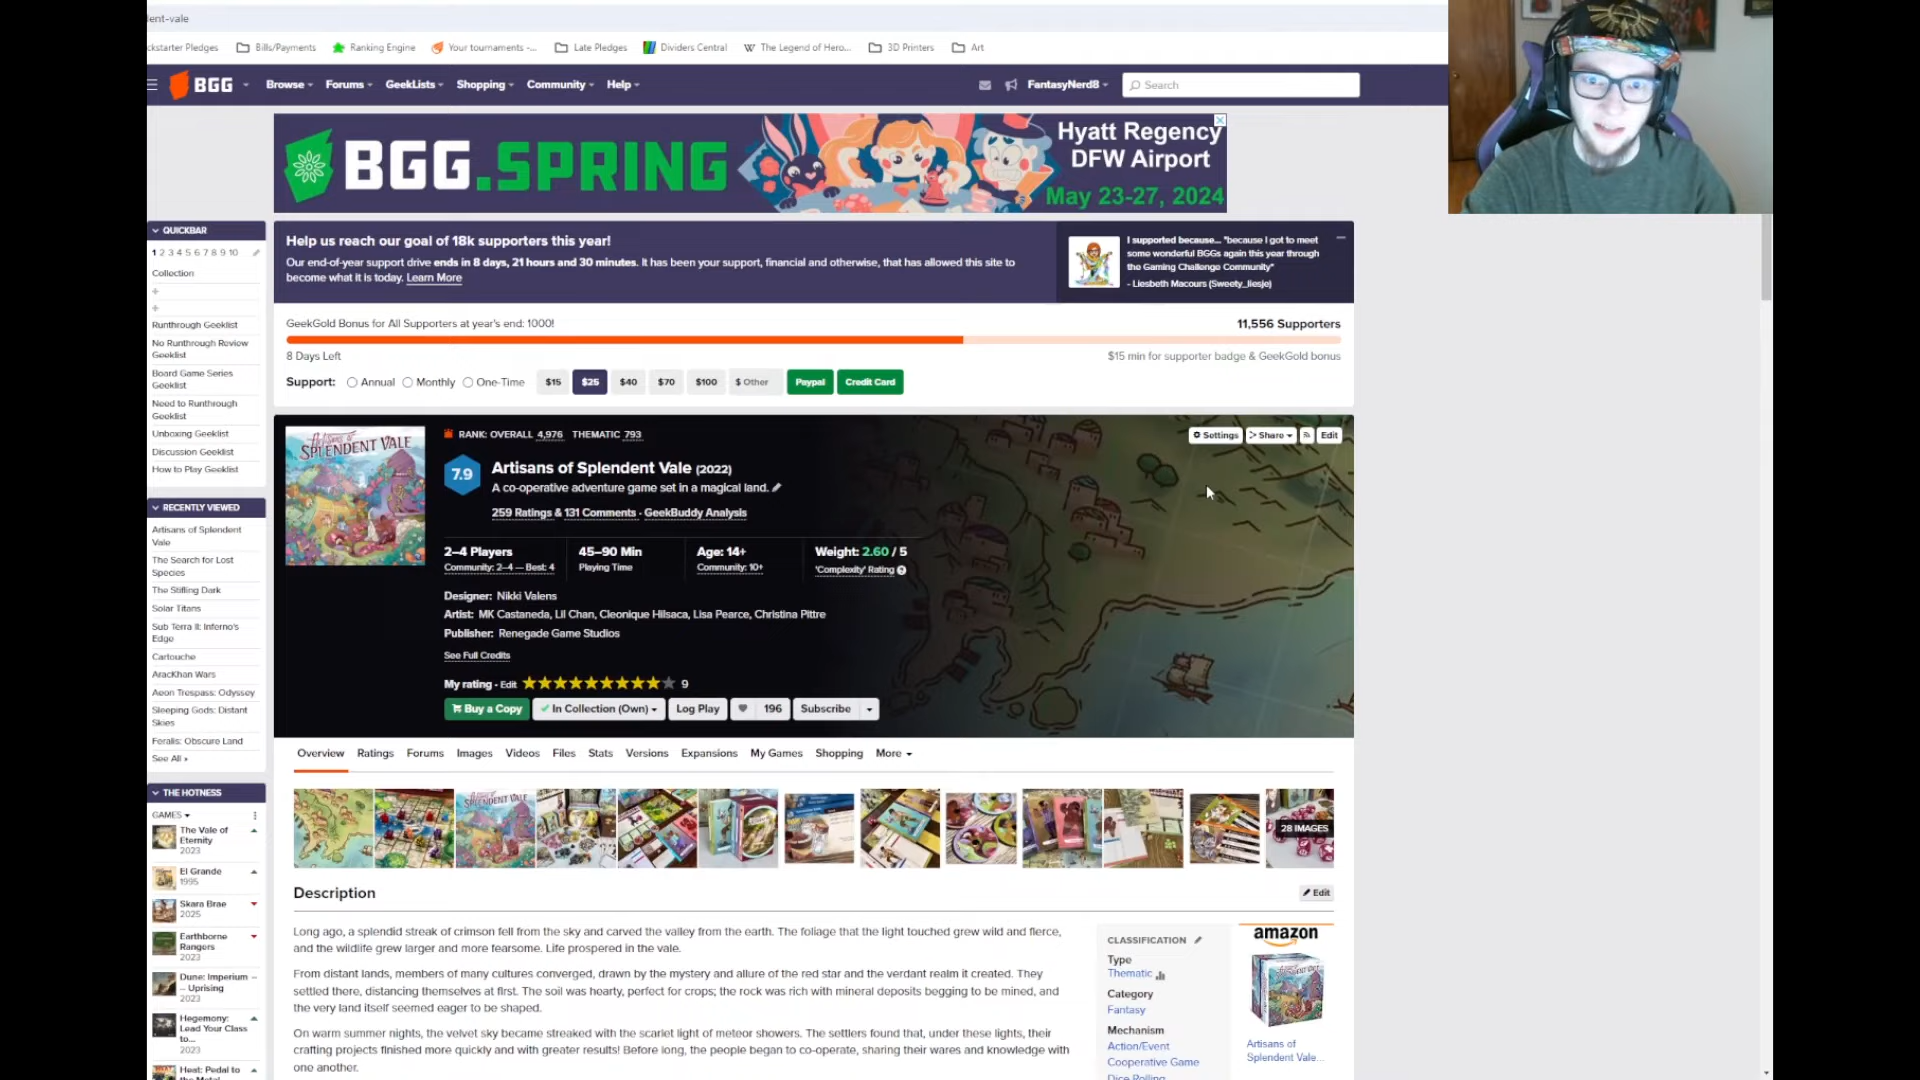 lent-vale
ckstarter Pledges Bills/Payments Ranking Engine Your tournaments -... Late Pledges Dividers Central The Legend of Hero... 3D Printers Art
BGG Browse Forums GeekLists Shopping Community Help FantasyNerd8 Search
BGG.SPRING
Hyatt Regency
DFW Airport
May 23-27, 2024
QUICKBAR
1 2 3 4 5 6 7 8 9 10
Collection
+
+
Runthrough Geeklist
No Runthrough Review
Geeklist
Board Game Series
Geeklist
Need to Runthrough
Geeklist
Unboxing Geeklist
Discussion Geeklist
How to Play Geeklist
RECENTLY VIEWED
Artisans of Splendent
Vale
The Search for Lost
Species
The Stifling Dark
Solar Titans
Sub Terra II: Inferno's
Edge
Cartouche
AracKhan Wars
Aeon Trespass: Odyssey
Sleeping Gods: Distant
Skies
Feralis: Obscure Land
See All »
THE HOTNESS
GAMES
The Vale of
Eternity
2023
El Grande
1995
Skara Brae
2025
Earthborne
Rangers
2023
Dune: Imperium –
– Uprising
2023
Hegemony:
Lead Your Class
to...
2023
Heat: Pedal to
the Metal
Help us reach our goal of 18k supporters this year!
Our end-of-year support drive ends in 8 days, 21 hours and 30 minutes. It has been your support, financial and otherwise, that has allowed this site to
become what it is today. Learn More
I supported because... "because I got to meet
some wonderful BGGs again this year through
the Gaming Challenge Community"
- Liesbeth Macours (Sweety_liesje)
GeekGold Bonus for All Supporters at year's end: 1000! 11,556 Supporters
8 Days Left $15 min for supporter badge & GeekGold bonus
Support: Annual Monthly One-Time $15 $25 $40 $70 $100 $ Other Paypal Credit Card
Artisans of
SPLENDENT VALE
RANK: OVERALL 4,976 THEMATIC 793
Settings Share Edit
7.9
Artisans of Splendent Vale (2022)
A co-operative adventure game set in a magical land.
259 Ratings & 131 Comments · GeekBuddy Analysis
2–4 Players 45–90 Min Age: 14+ Weight: 2.60 / 5
Community: 2–4 — Best: 4 Playing Time Community: 10+ 'Complexity' Rating
Designer: Nikki Valens
Artist: MK Castaneda, Lil Chan, Cleonique Hilsaca, Lisa Pearce, Christina Pittre
Publisher: Renegade Game Studios
See Full Credits
My rating · Edit 9
Buy a Copy In Collection (Own) Log Play 196 Subscribe
Overview Ratings Forums Images Videos Files Stats Versions Expansions My Games Shopping More
SPLENDENT VALE
28 IMAGES
Description Edit
Long ago, a splendid streak of crimson fell from the sky and carved the valley from the earth. The foliage that the light touched grew wild and fierce,
and the wildlife grew larger and more fearsome. Life prospered in the vale.
From distant lands, members of many cultures converged, drawn by the mystery and allure of the red star and the verdant realm it created. They
settled there, distancing themselves at first. The soil was hearty, perfect for crops; the rock was rich with mineral deposits begging to be mined, and
the very land itself seemed eager to be shaped.
On warm summer nights, the velvet sky became streaked with the scarlet light of meteor showers. The settlers found that, under these lights, their
crafting projects finished more quickly and with greater results! Before long, the people began to co-operate, sharing their wares and knowledge with
one another.
CLASSIFICATION
Type
Thematic
Category
Fantasy
Mechanism
Action/Event
Cooperative Game
Dice Rolling
amazon
Artisans of
Splendent Vale...